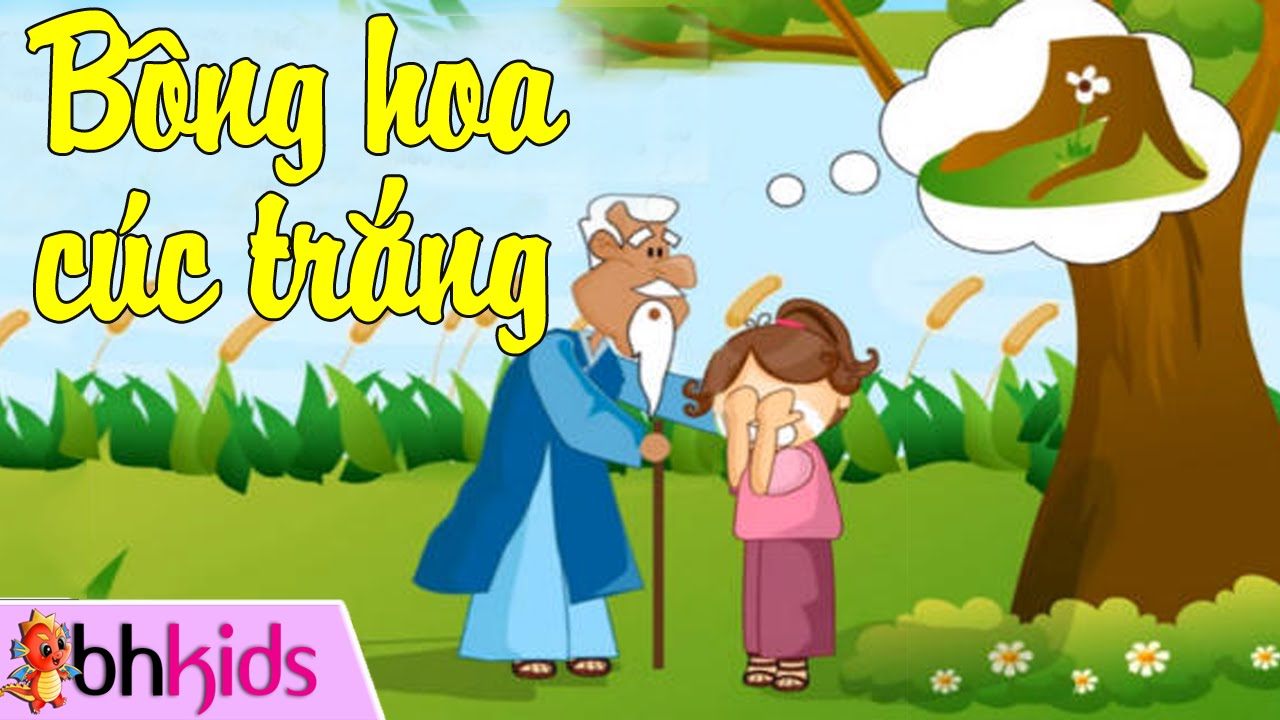 Bông hoa
cúc trắng
bhkids